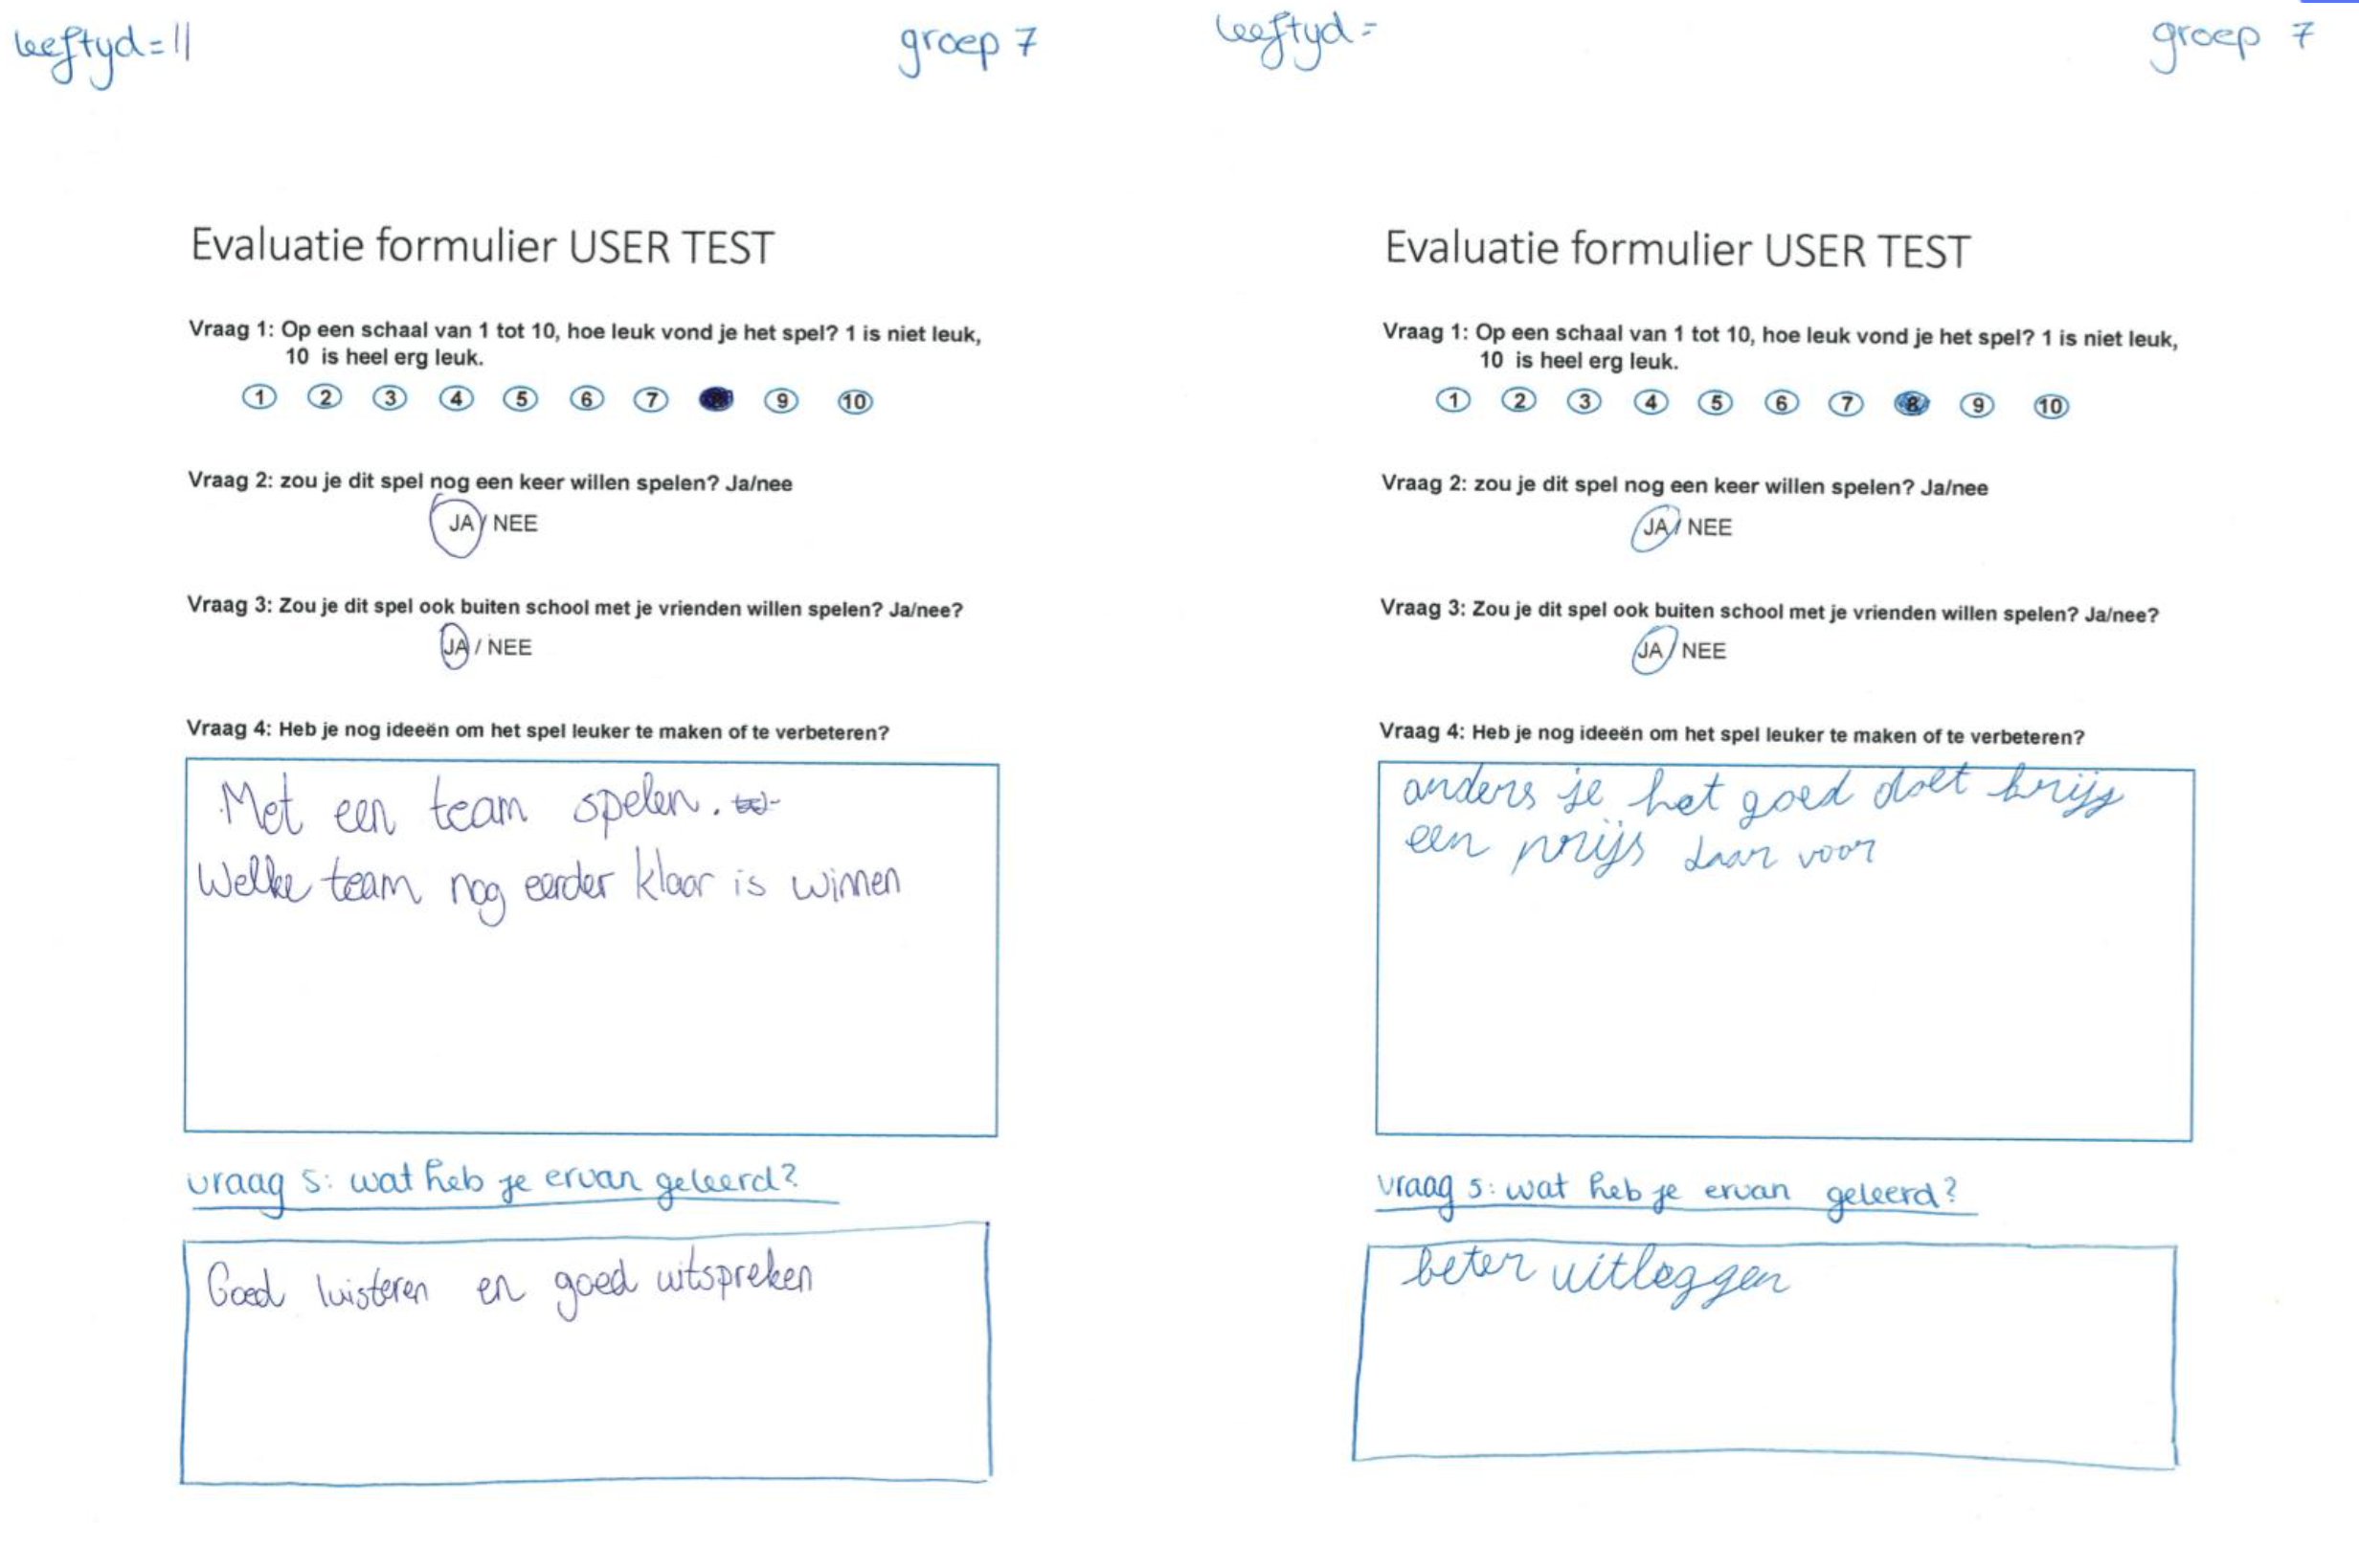 leeftyd = 11
groep 7
Evaluatie formulier USER TEST
Vraag 1: Op een schaal van 1 tot 10, hoe leuk vond je het spel? 1 is niet leuk,
10 is heel erg leuk.
1 2 3 4 5 6 7 9 10
Vraag 2: zou je dit spel nog een keer willen spelen? Ja/nee
JA / NEE
Vraag 3: Zou je dit spel ook buiten school met je vrienden willen spelen? Ja/nee?
JA / NEE
Vraag 4: Heb je nog ideeën om het spel leuker te maken of te verbeteren?
Met een team spelen.
Welke team nog eerder klaar is winnen
vraag 5: wat heb je ervan geleerd?
Goed luisteren en goed uitspreken
leeftyd =
groep 7
Evaluatie formulier USER TEST
Vraag 1: Op een schaal van 1 tot 10, hoe leuk vond je het spel? 1 is niet leuk,
10 is heel erg leuk.
1 2 3 4 5 6 7 8 9 10
Vraag 2: zou je dit spel nog een keer willen spelen? Ja/nee
JA / NEE
Vraag 3: Zou je dit spel ook buiten school met je vrienden willen spelen? Ja/nee?
JA / NEE
Vraag 4: Heb je nog ideeën om het spel leuker te maken of te verbeteren?
anders je het goed doet krijg
een prijs daar voor
vraag 5: wat heb je ervan geleerd?
beter uitleggen